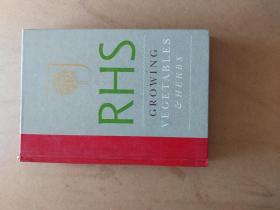 RHS
GROWING
VEGETABLES
& HERBS